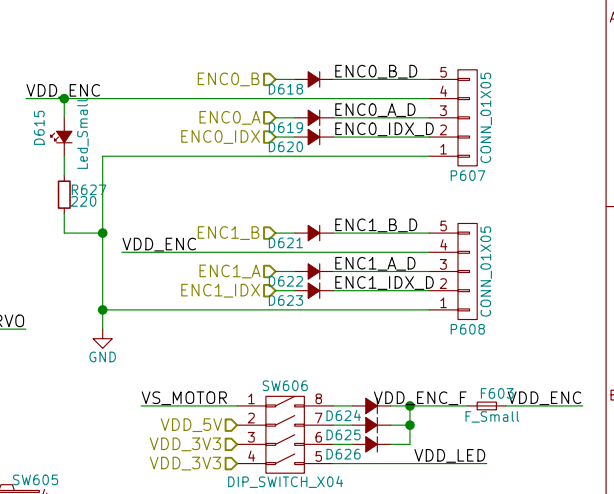 ENC0_B
D618
ENC0_B_D
5
VDD_ENC
4
D615
Led_Small
ENC0_A
D619
ENC0_A_D
3
ENC0_IDX
D620
ENC0_IDX_D
2
1
CONN_01X05
P607
R627
220
ENC1_B
D621
ENC1_B_D
5
VDD_ENC
4
ENC1_A
D622
ENC1_A_D
3
ENC1_IDX
D623
ENC1_IDX_D
2
1
CONN_01X05
P608
RVO
GND
SW606
VS_MOTOR
1
8
VDD_ENC_F
F603
VDD_ENC
F_Small
VDD_5V
2
7
D624
VDD_3V3
3
6
D625
VDD_3V3
4
5
D626
VDD_LED
DIP_SWITCH_X04
SW605